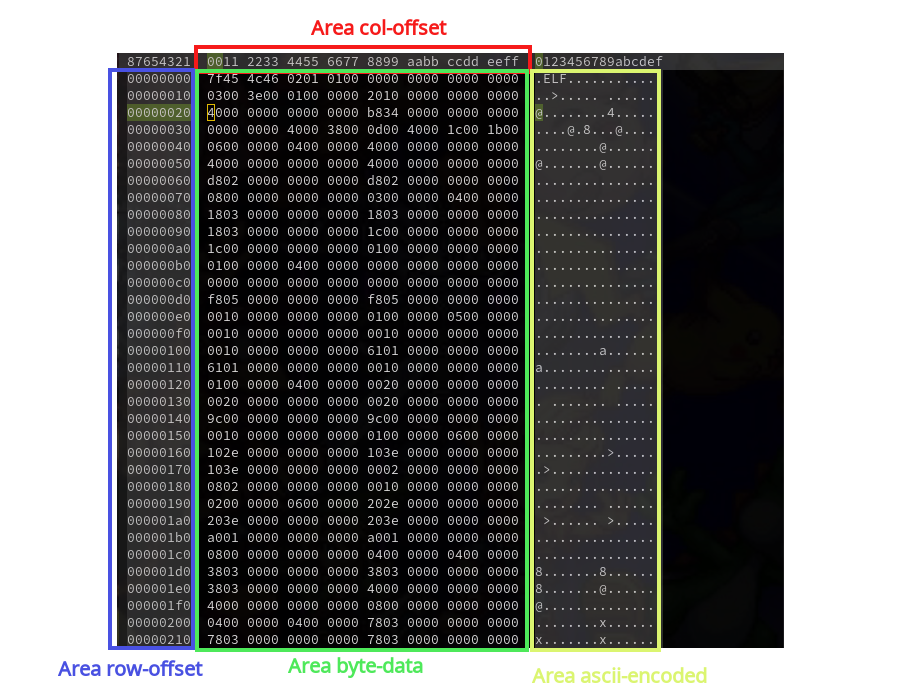 Area col-offset
87654321 0011 2233 4455 6677 8899 aabb ccdd eeff 0123456789abcdef
00000000 7f45 4c46 0201 0100 0000 0000 0000 0000 .ELF............
00000010 0300 3e00 0100 0000 2010 0000 0000 0000 ..>..... .......
00000020 4000 0000 0000 0000 b834 0000 0000 0000 @........4.....
00000030 0000 0000 4000 3800 0d00 4000 1c00 1b00 ....@.8...@....
00000040 0600 0000 0400 0000 4000 0000 0000 0000 ........@......
00000050 4000 0000 0000 0000 4000 0000 0000 0000 @.......@......
00000060 d802 0000 0000 0000 d802 0000 0000 0000 ...............
00000070 0800 0000 0000 0000 0300 0000 0400 0000 ...............
00000080 1803 0000 0000 0000 1803 0000 0000 0000 ...............
00000090 1803 0000 0000 0000 1c00 0000 0000 0000 ...............
000000a0 1c00 0000 0000 0000 0100 0000 0000 0000 ...............
000000b0 0100 0000 0400 0000 0000 0000 0000 0000 ...............
000000c0 0000 0000 0000 0000 0000 0000 0000 0000 ...............
000000d0 f805 0000 0000 0000 f805 0000 0000 0000 ...............
000000e0 0010 0000 0000 0000 0100 0000 0500 0000 ...............
000000f0 0010 0000 0000 0000 0010 0000 0000 0000 ...............
00000100 0010 0000 0000 0000 6101 0000 0000 0000 ........a......
00000110 6101 0000 0000 0000 0010 0000 0000 0000 a..............
00000120 0100 0000 0400 0000 0020 0000 0000 0000 ......... .....
00000130 0020 0000 0000 0000 0020 0000 0000 0000 . ....... .....
00000140 9c00 0000 0000 0000 9c00 0000 0000 0000 ...............
00000150 0010 0000 0000 0000 0100 0000 0600 0000 ...............
00000160 102e 0000 0000 0000 103e 0000 0000 0000 .........>.....
00000170 103e 0000 0000 0000 0002 0000 0000 0000 .>.............
00000180 0802 0000 0000 0000 0010 0000 0000 0000 ...............
00000190 0200 0000 0600 0000 202e 0000 0000 0000 ........ ......
000001a0 203e 0000 0000 0000 203e 0000 0000 0000 >...... >.....
000001b0 a001 0000 0000 0000 a001 0000 0000 0000 ...............
000001c0 0800 0000 0000 0000 0400 0000 0400 0000 ...............
000001d0 3803 0000 0000 0000 3803 0000 0000 0000 8.......8......
000001e0 3803 0000 0000 0000 4000 0000 0000 0000 8.......@......
000001f0 4000 0000 0000 0000 0800 0000 0000 0000 @..............
00000200 0400 0000 0400 0000 7803 0000 0000 0000 ........x......
00000210 7803 0000 0000 0000 7803 0000 0000 0000 x.......x......
Area row-offset Area byte-data Area ascii-encoded